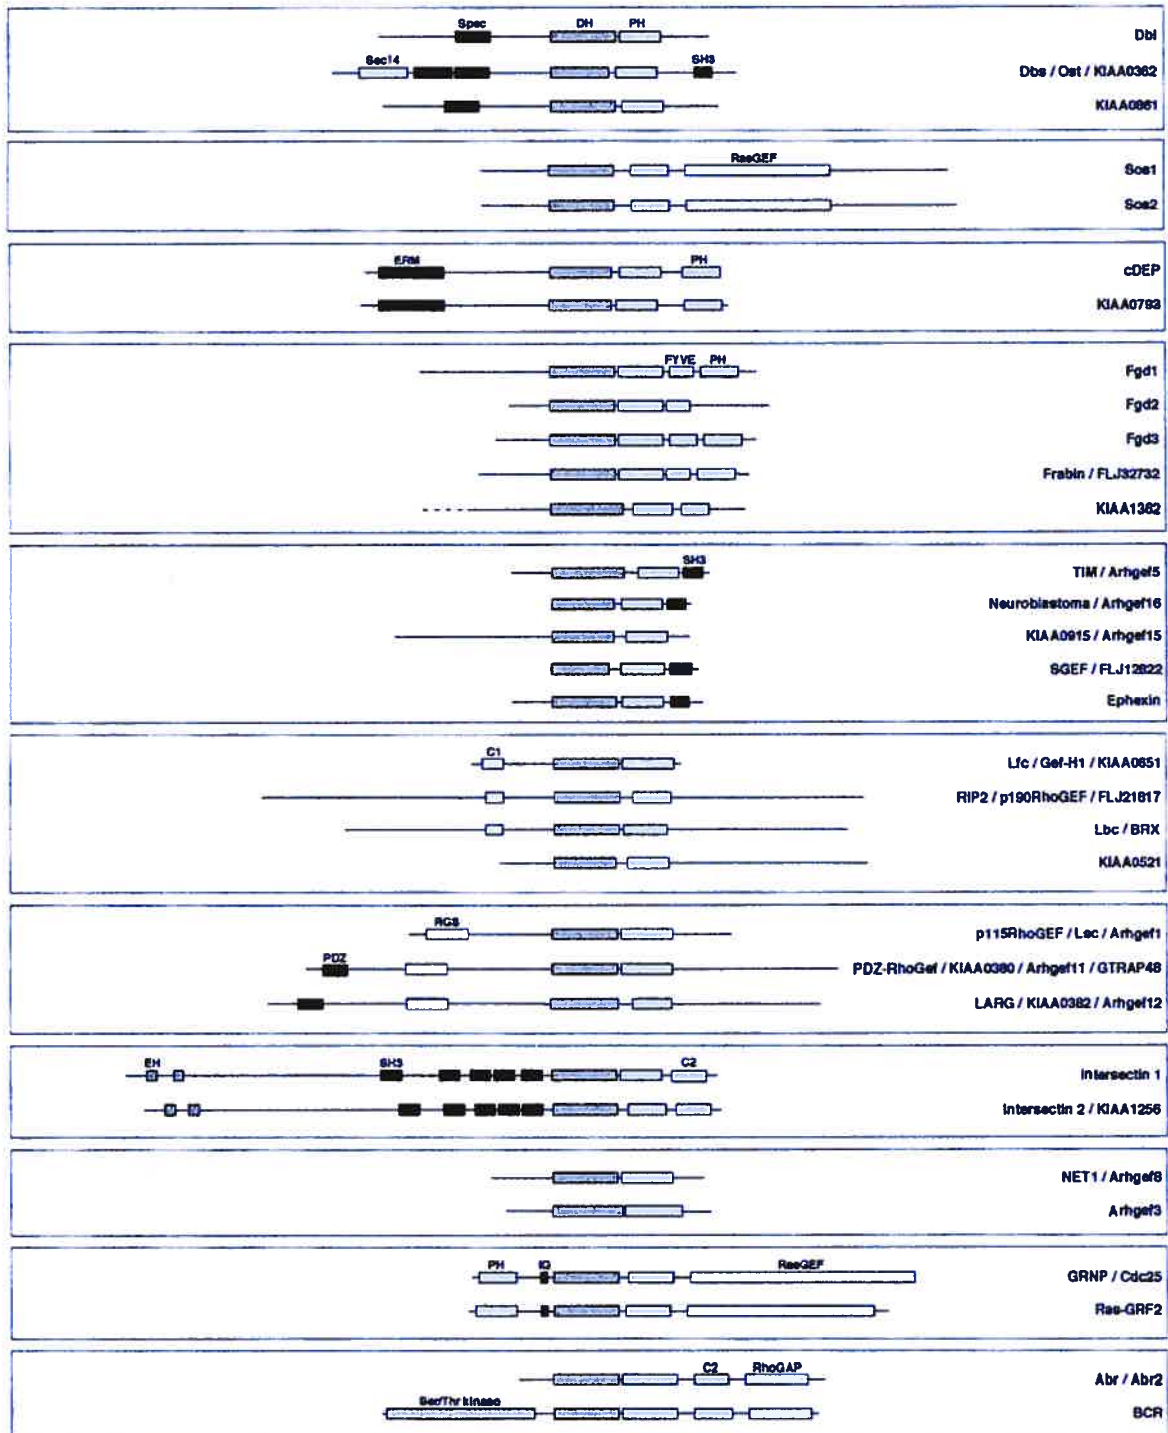 Spec DH PH
Dbl
Sec14 SH3
Dbs / Ost / KIAA0362
KIAA0861
RasGEF
Sos1
Sos2
ERM PH
cDEP
KIAA0793
FYVE PH
Fgd1
Fgd2
Fgd3
Frabin / FLJ32732
KIAA1362
SH3
TIM / Arhgef5
Neuroblastoma / Arhgef16
KIAA0915 / Arhgef15
SGEF / FLJ12822
Ephexin
C1
Lfc / Gef-H1 / KIAA0651
RIP2 / p190RhoGEF / FLJ21817
Lbc / BRX
KIAA0521
RGS
p115RhoGEF / Lsc / Arhgef1
PDZ
PDZ-RhoGef / KIAA0380 / Arhgef11 / GTRAP48
LARG / KIAA0382 / Arhgef12
EH SH3 C2
Intersectin 1
Intersectin 2 / KIAA1256
NET1 / Arhgef8
Arhgef3
PH IQ RasGEF
GRNP / Cdc25
Ras-GRF2
C2 RhoGAP
Abr / Abr2
Ser/Thr kinase
BCR